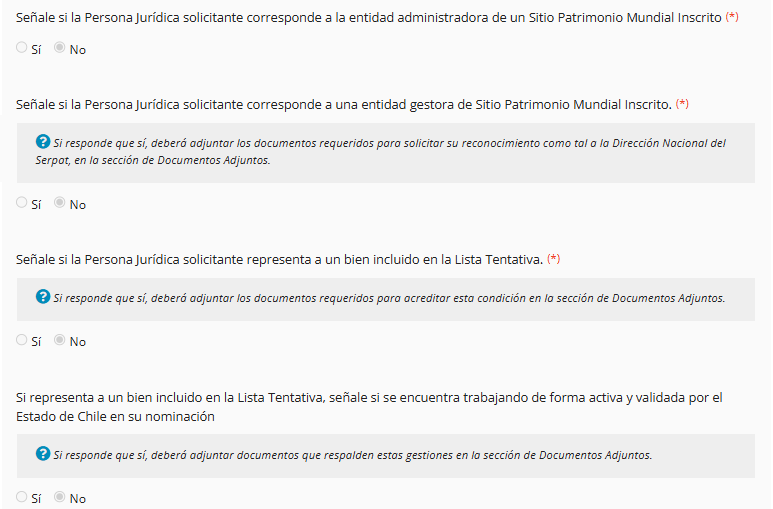 Señale si la Persona Jurídica solicitante corresponde a la entidad administradora de un Sitio Patrimonio Mundial Inscrito (*)
Sí No
Señale si la Persona Jurídica solicitante corresponde a una entidad gestora de Sitio Patrimonio Mundial Inscrito. (*)
? Si responde que sí, deberá adjuntar los documentos requeridos para solicitar su reconocimiento como tal a la Dirección Nacional del
Serpat, en la sección de Documentos Adjuntos.
Sí No
Señale si la Persona Jurídica solicitante representa a un bien incluido en la Lista Tentativa. (*)
? Si responde que sí, deberá adjuntar los documentos requeridos para acreditar esta condición en la sección de Documentos Adjuntos.
Sí No
Si representa a un bien incluido en la Lista Tentativa, señale si se encuentra trabajando de forma activa y validada por el
Estado de Chile en su nominación
? Si responde que sí, deberá adjuntar documentos que respalden estas gestiones en la sección de Documentos Adjuntos.
Sí No